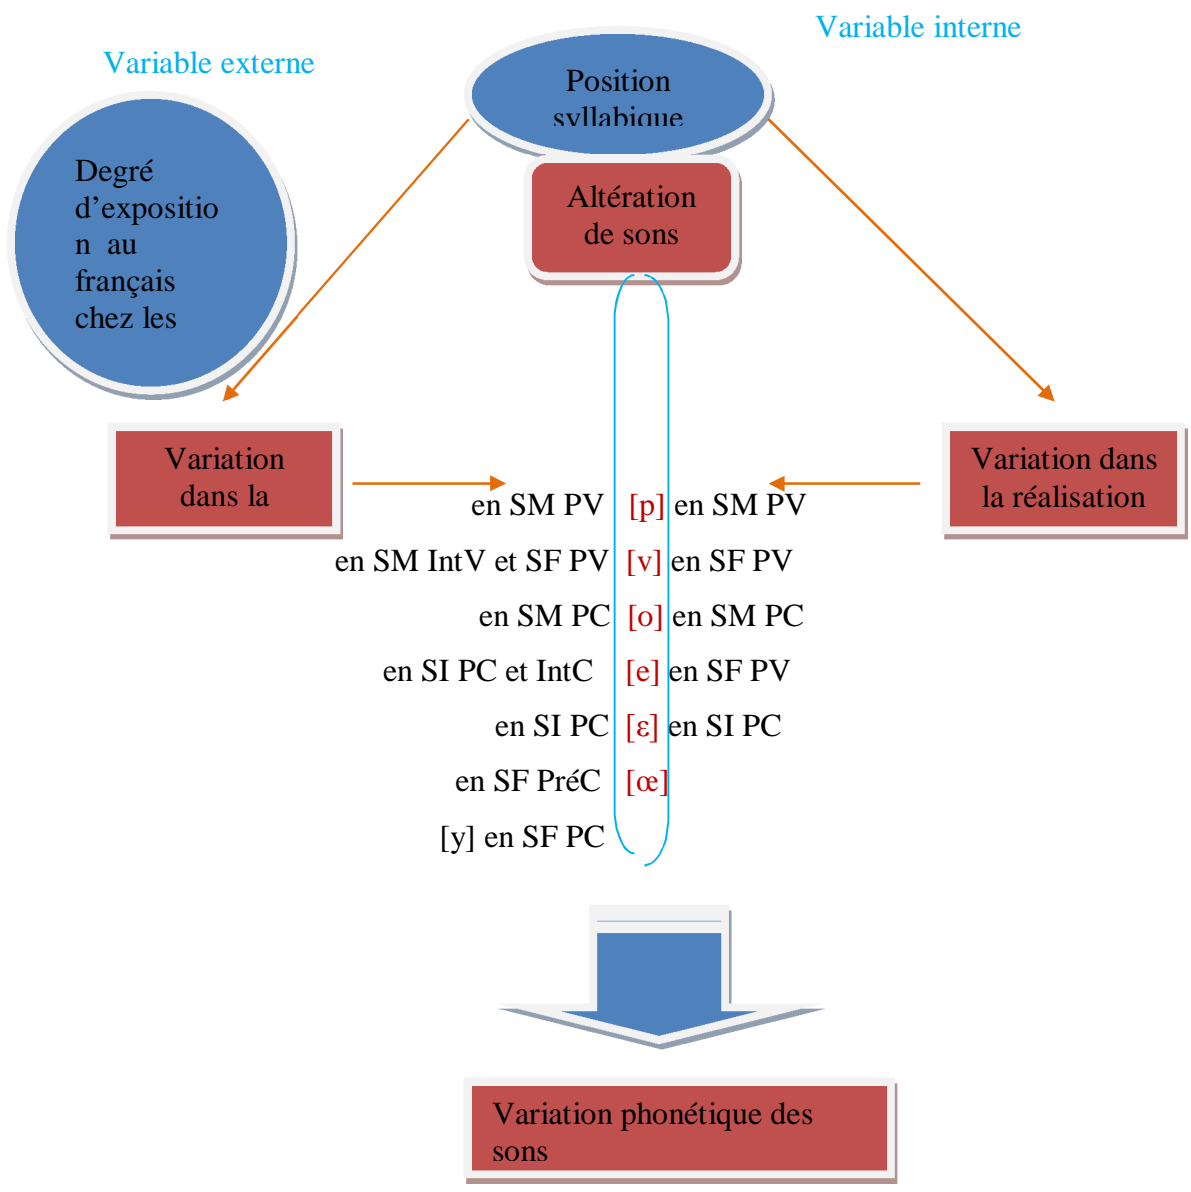 Variable interne
Variable externe
Position
syllabique
Degré
d’expositio
n au
français
chez les
Altération
de sons
Variation
dans la
Variation dans
la réalisation
en SM PV [p] en SM PV
en SM IntV et SF PV [v] en SF PV
en SM PC [o] en SM PC
en SI PC et IntC [e] en SF PV
en SI PC [ɛ] en SI PC
en SF PréC [œ]
[y] en SF PC
Variation phonétique des
sons